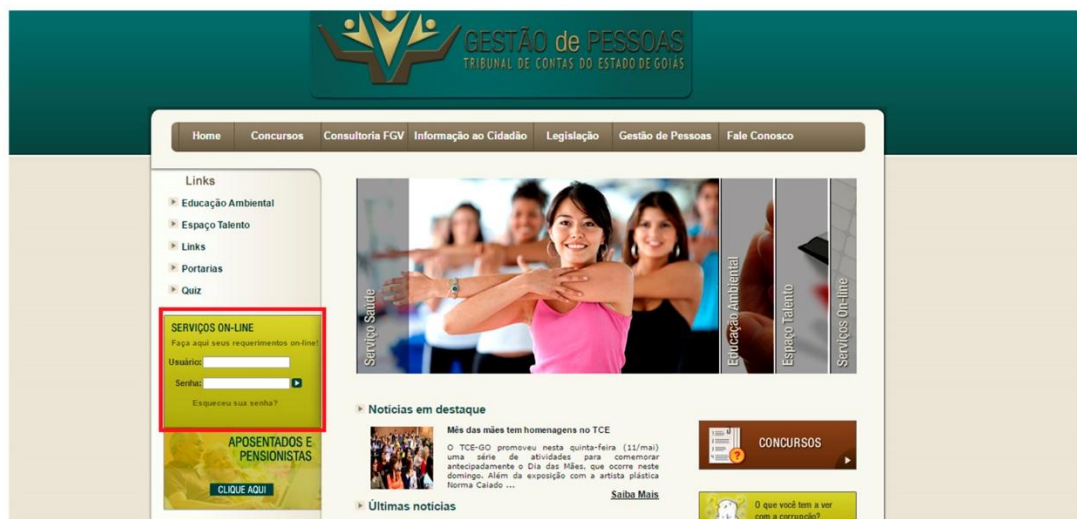 GESTÃO de PESSOAS
TRIBUNAL DE CONTAS DO ESTADO DE GOIÁS
Home Concursos Consultoria FGV Informação ao Cidadão Legislação Gestão de Pessoas Fale Conosco
Links
Educação Ambiental
Espaço Talento
Links
Portarias
Quiz
SERVIÇOS ON-LINE
Faça aqui seus requerimentos on-line!
Usuário:
Senha:
Esqueceu sua senha?
APOSENTADOS E
PENSIONISTAS
CLIQUE AQUI
Serviço Saúde
Educação Ambiental
Espaço Talento
Serviços On-line
Notícias em destaque
Mês das mães tem homenagens no TCE
O TCE-GO promoveu nesta quinta-feira (11/mai)
uma série de atividades para comemorar
antecipadamente o Dia das Mães, que ocorre neste
domingo. Além da exposição com a artista plástica
Norma Caiado ...
Saiba Mais
Últimas notícias
CONCURSOS
O que você tem a ver
com a corrupção?